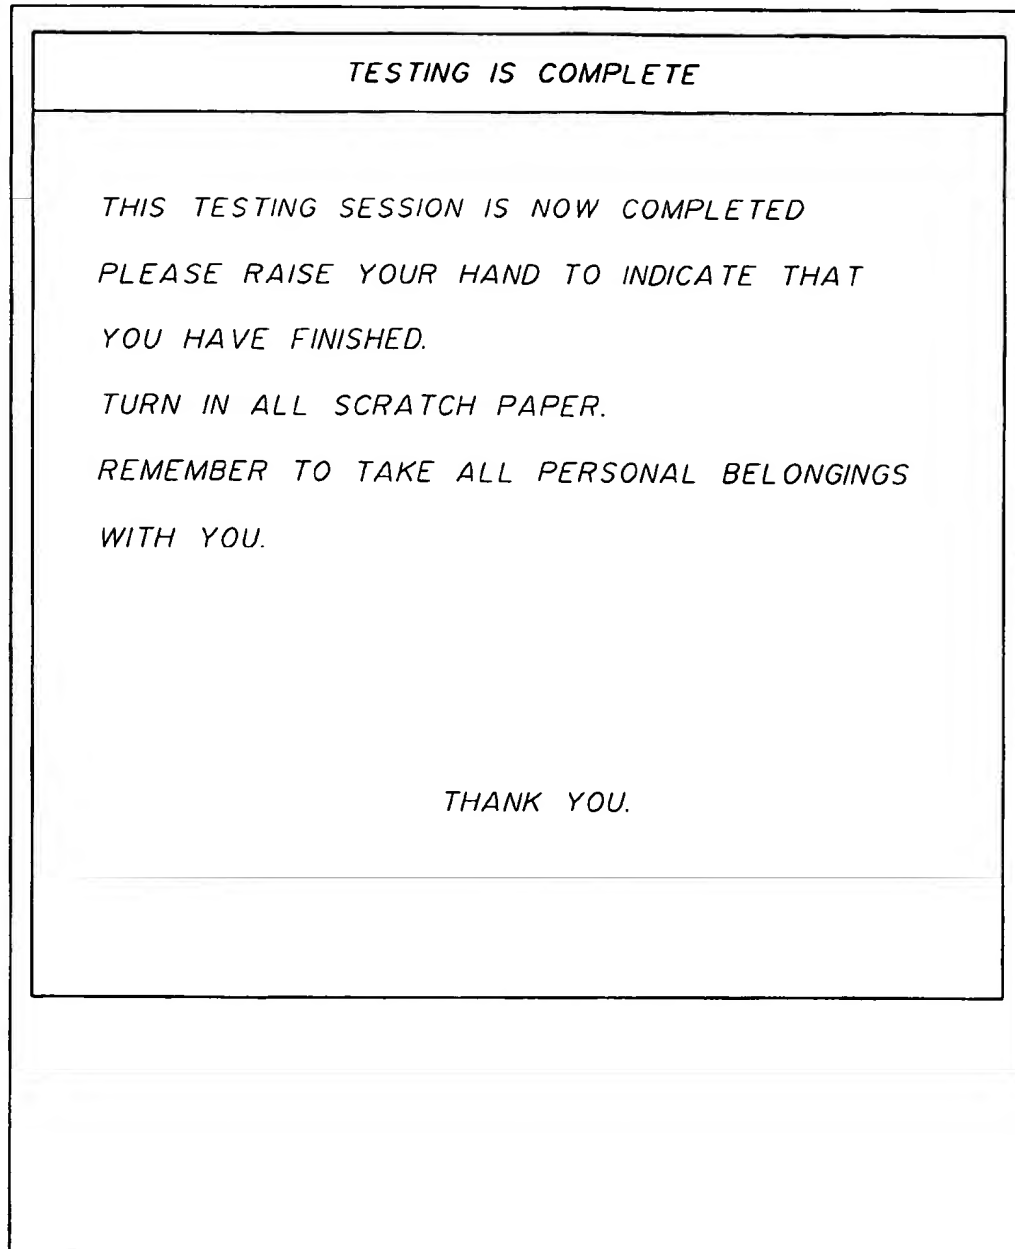 TESTING IS COMPLETE
THIS TESTING SESSION IS NOW COMPLETED
PLEASE RAISE YOUR HAND TO INDICATE THAT
YOU HAVE FINISHED.
TURN IN ALL SCRATCH PAPER.
REMEMBER TO TAKE ALL PERSONAL BELONGINGS
WITH YOU.
THANK YOU.